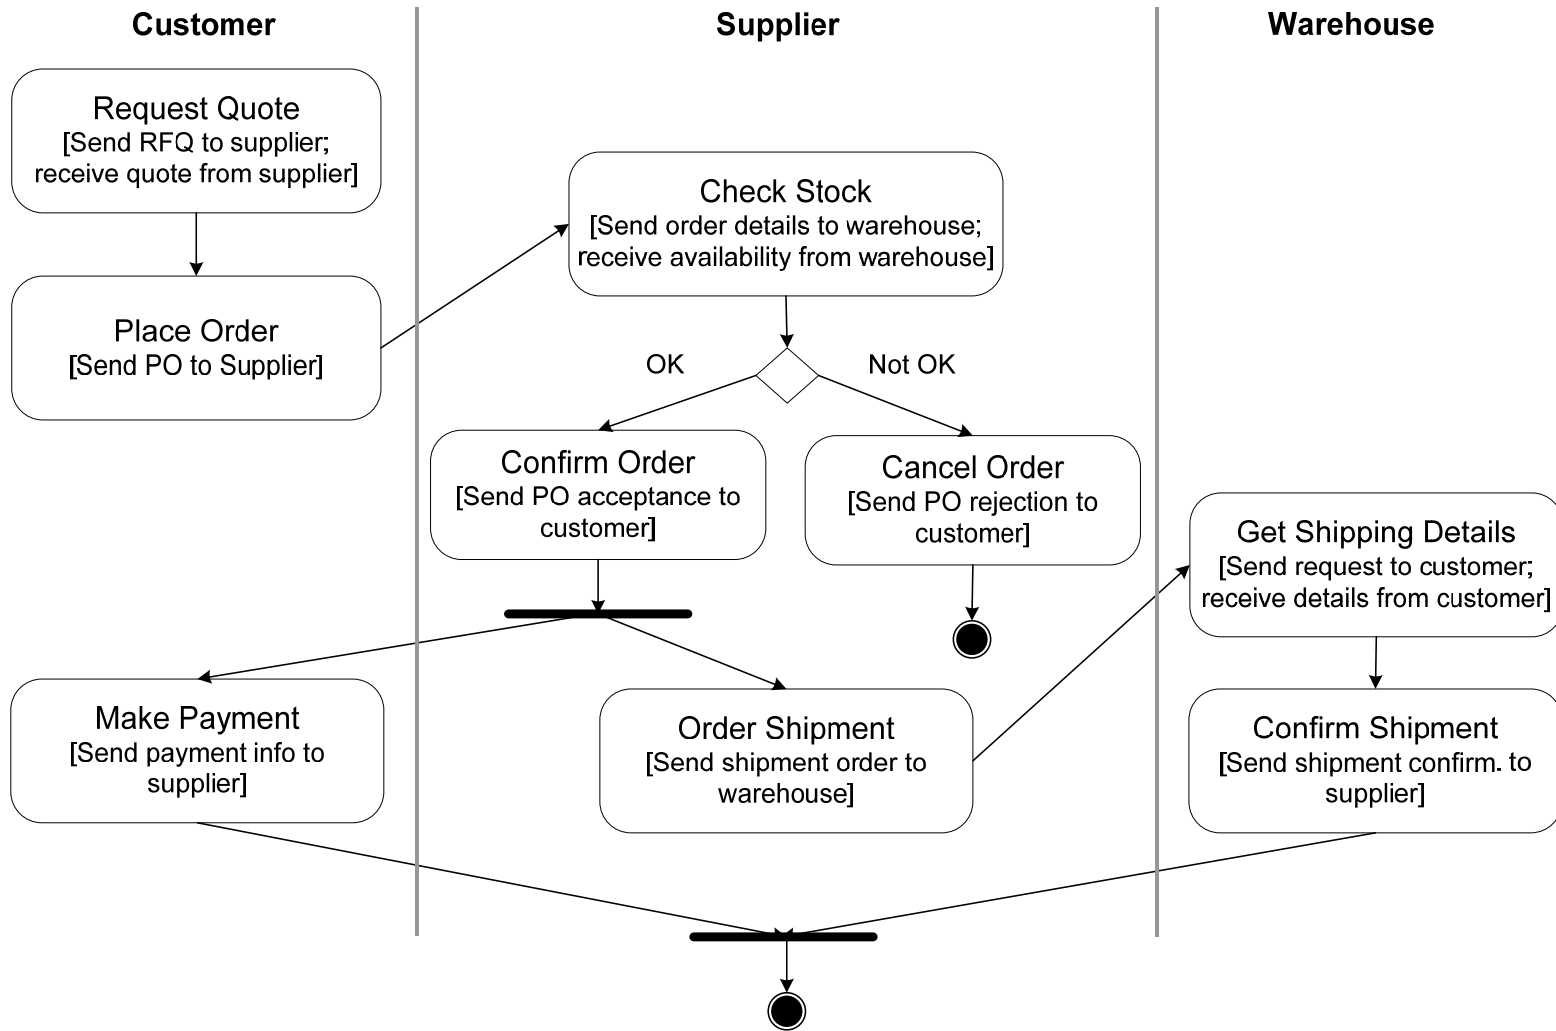 Customer
Supplier
Warehouse
Request Quote
[Send RFQ to supplier;
receive quote from supplier]
Check Stock
[Send order details to warehouse;
receive availability from warehouse]
Place Order
[Send PO to Supplier]
OK
Not OK
Confirm Order
[Send PO acceptance to
customer]
Cancel Order
[Send PO rejection to
customer]
Get Shipping Details
[Send request to customer;
receive details from customer]
Make Payment
[Send payment info to
supplier]
Order Shipment
[Send shipment order to
warehouse]
Confirm Shipment
[Send shipment confirm. to
supplier]